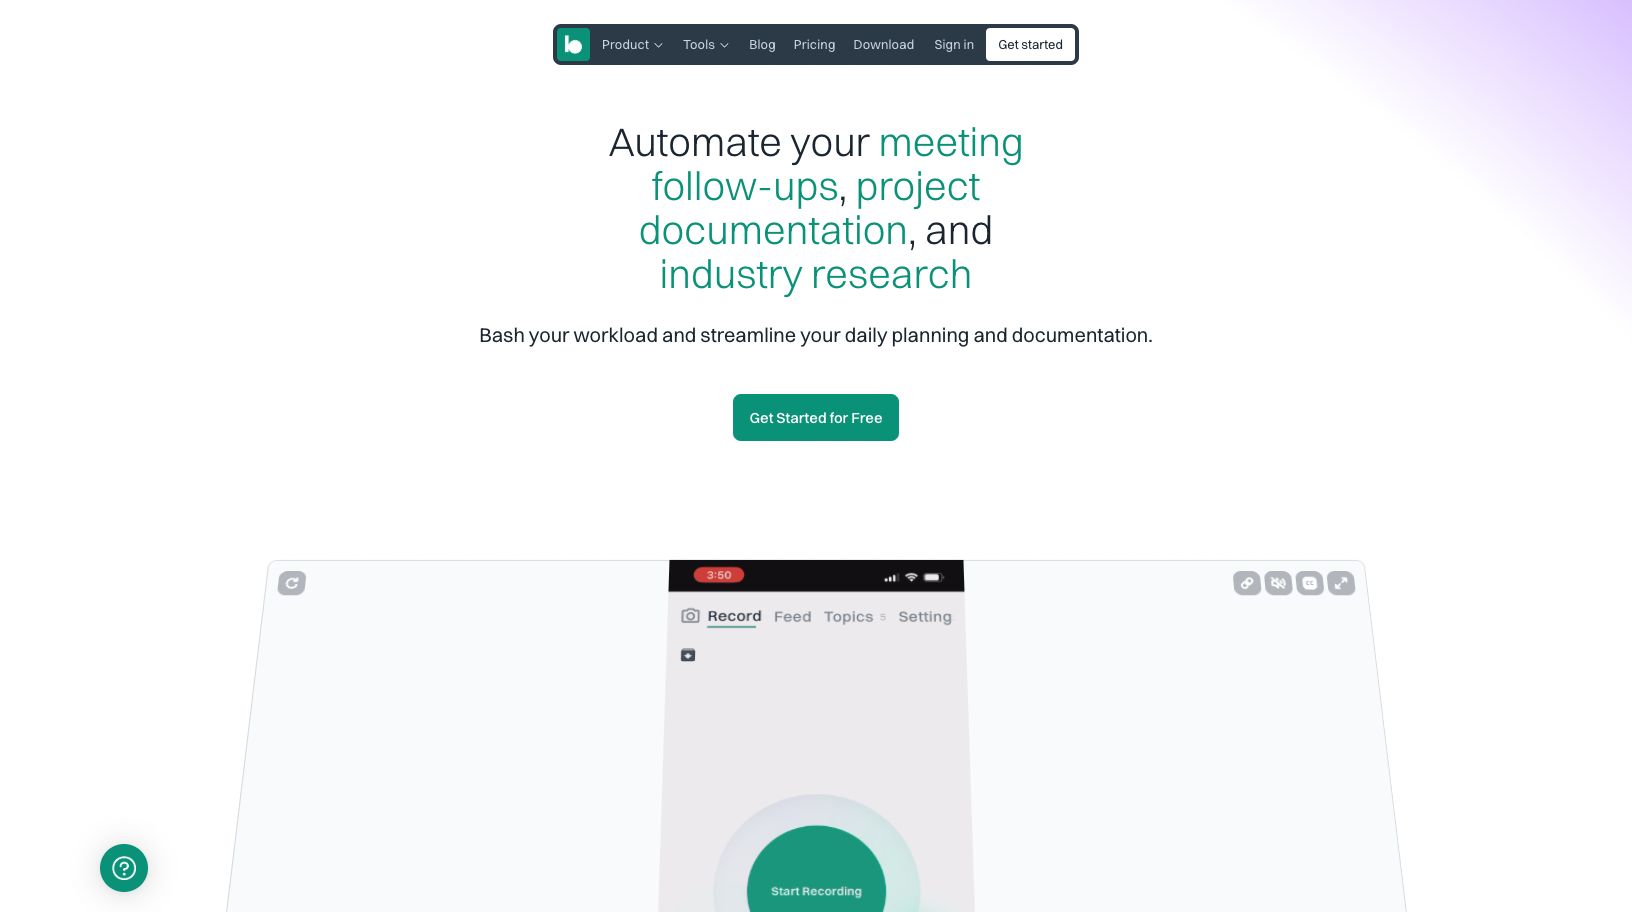 Product
Tools
Blog
Pricing
Download
Sign in
Get started
Automate your meeting
follow-ups, project
documentation, and
industry research
Bash your workload and streamline your daily planning and documentation.
Get Started for Free
3:50
CC
Record
Feed
Topics 5
Setting
Start Recording